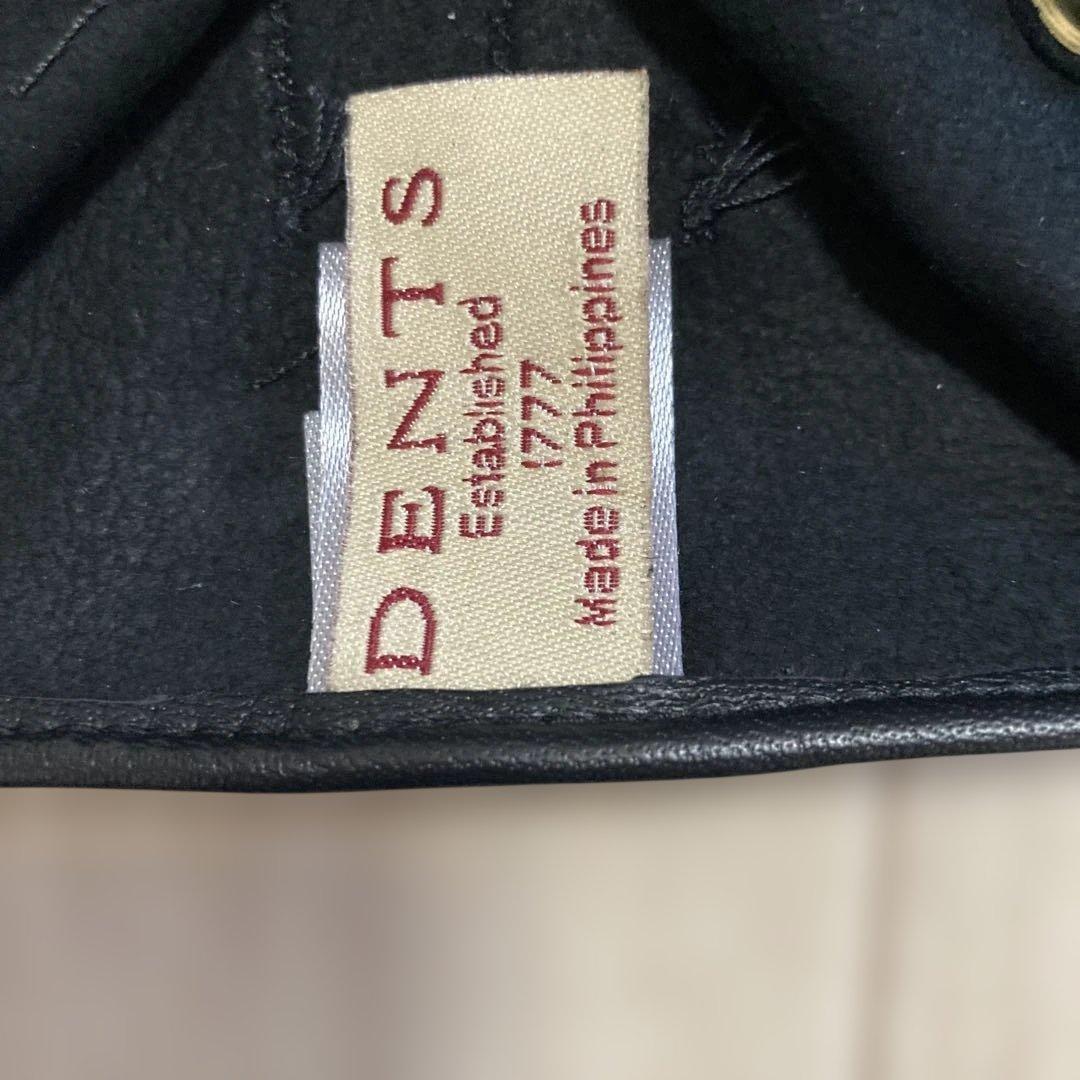 DENTS
Established
1777
Made in Philippines